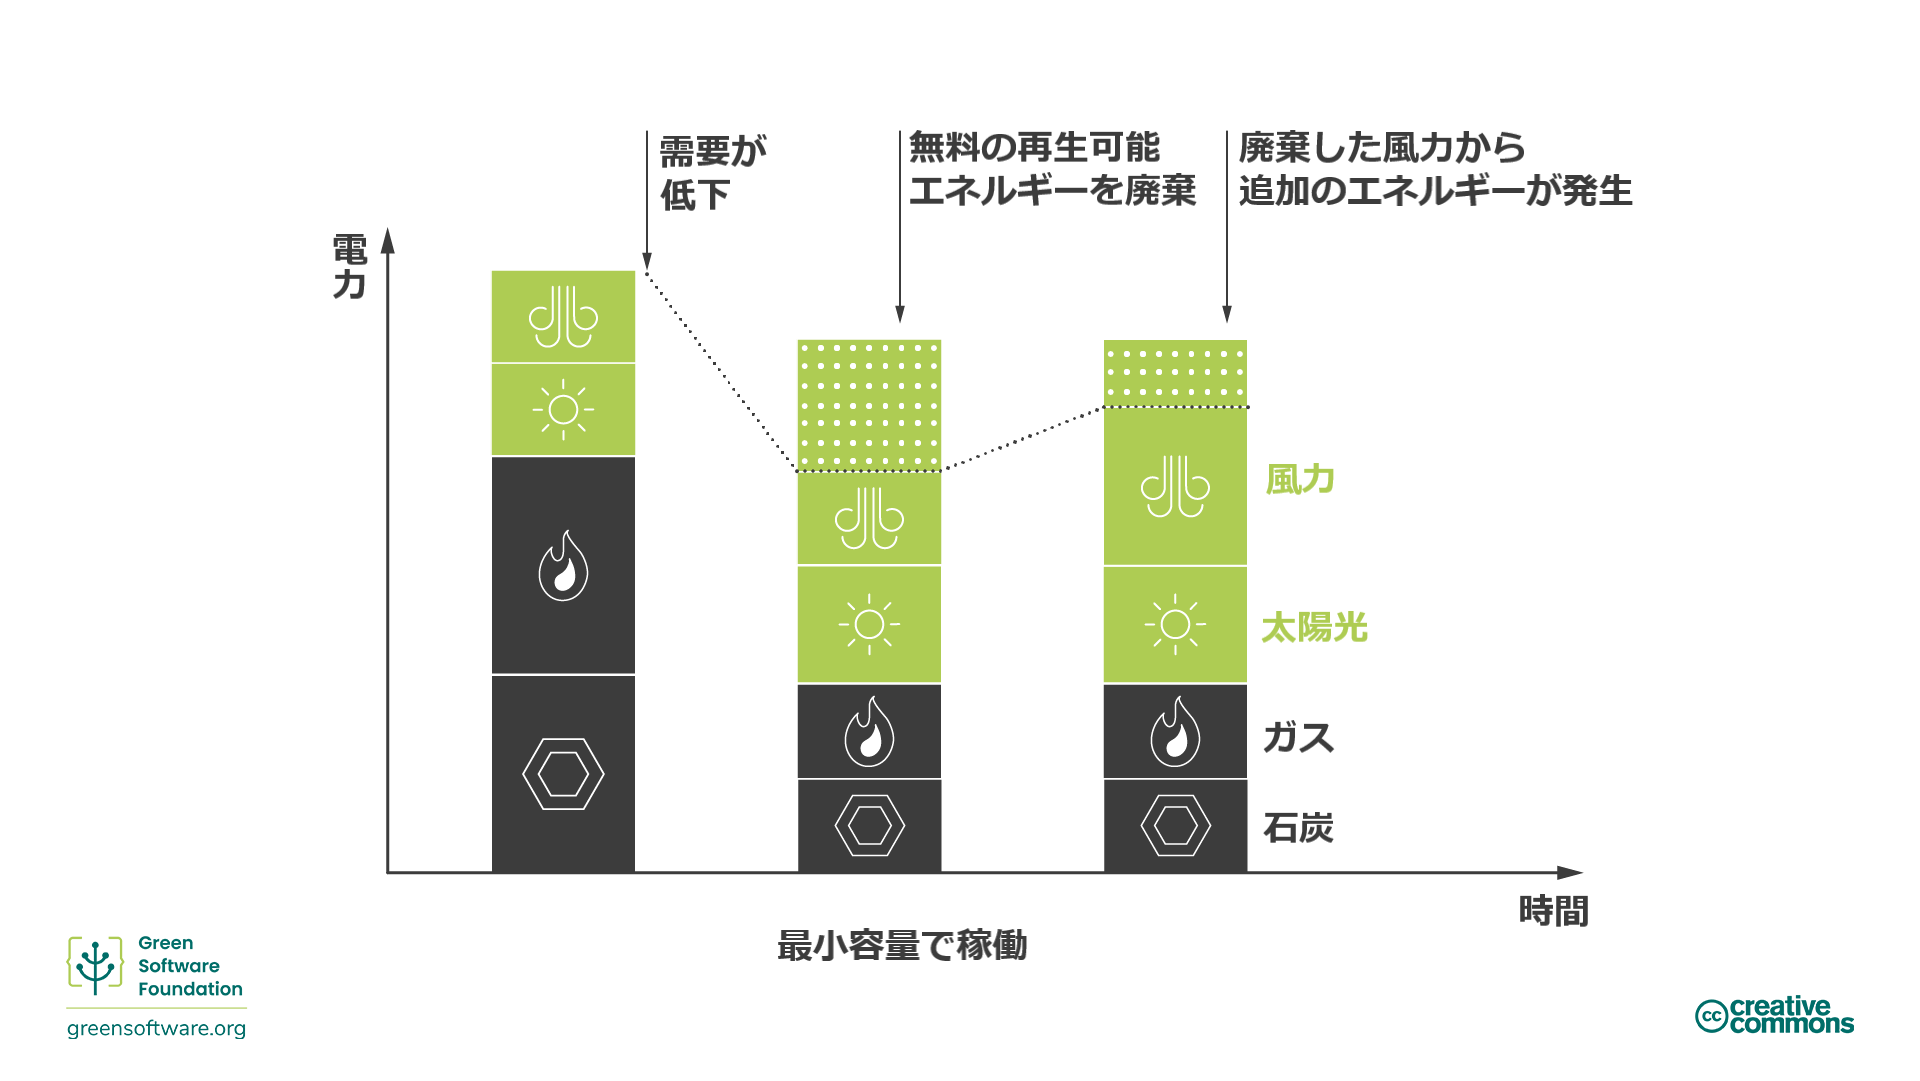 需要が
低下
無料の再生可能
エネルギーを廃棄
廃棄した風力から
追加のエネルギーが発生
電
力
風力
太陽光
ガス
石炭
時間
最小容量で稼働
Green
Software
Foundation
greensoftware.org
cc creative
commons